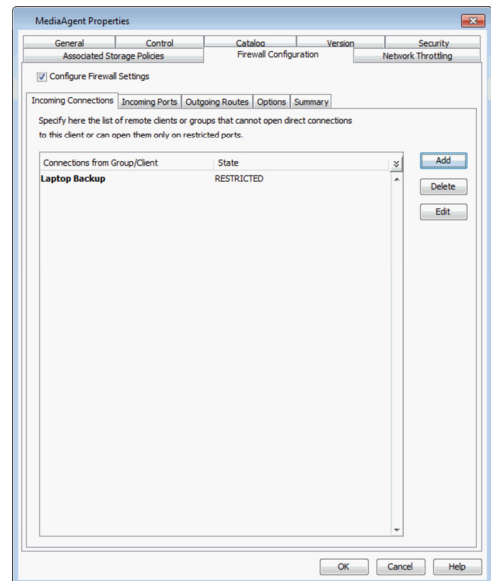 MediaAgent Properties
General Control Catalog Version Security
Associated Storage Policies Firewall Configuration Network Throttling
Configure Firewall Settings
Incoming Connections Incoming Ports Outgoing Routes Options Summary
Specify here the list of remote clients or groups that cannot open direct connections
to this client or can open them only on restricted ports.
Connections from Group/Client State
Add
Laptop Backup RESTRICTED
Delete
Edit
OK Cancel Help